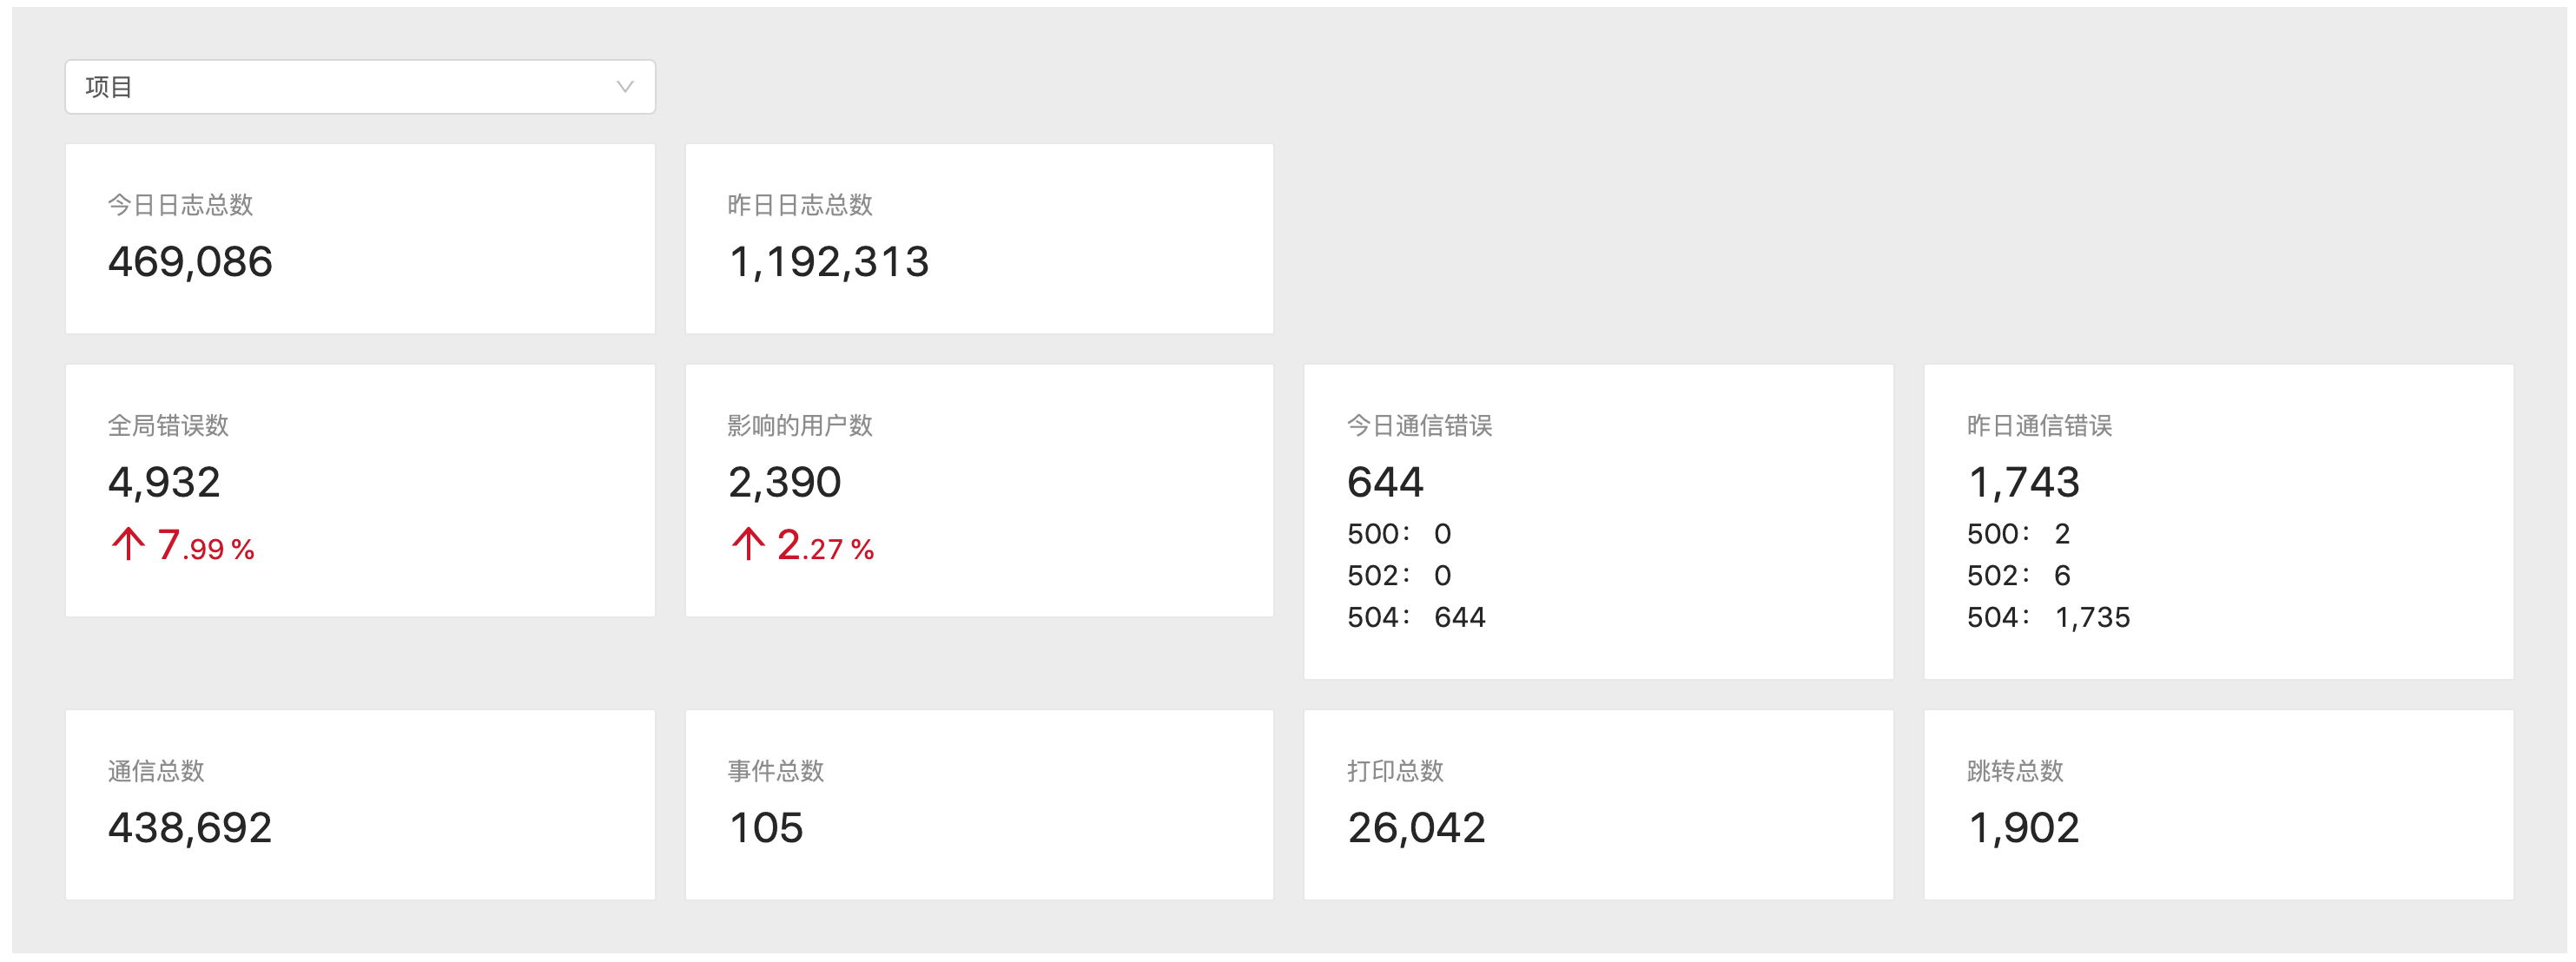 项目
今日日志总数
469,086
昨日日志总数
1,192,313
全局错误数
4,932
↑ 7.99 %
影响的用户数
2,390
↑ 2.27 %
今日通信错误
644
500： 0
502： 0
504： 644
昨日通信错误
1,743
500： 2
502： 6
504： 1,735
通信总数
438,692
事件总数
105
打印总数
26,042
跳转总数
1,902